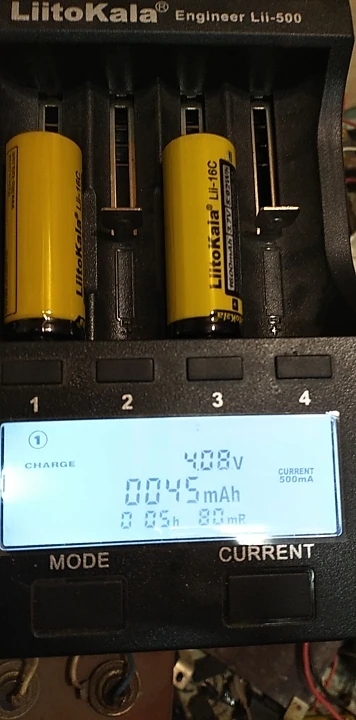 LiitoKala® Engineer Lii-500
LiitoKala® Lii-16C
LiitoKala® Lii-16C
1 2 3 4
1
CHARGE
4.08V
CURRENT
500mA
0045mAh
0 05h 80mR
MODE CURRENT